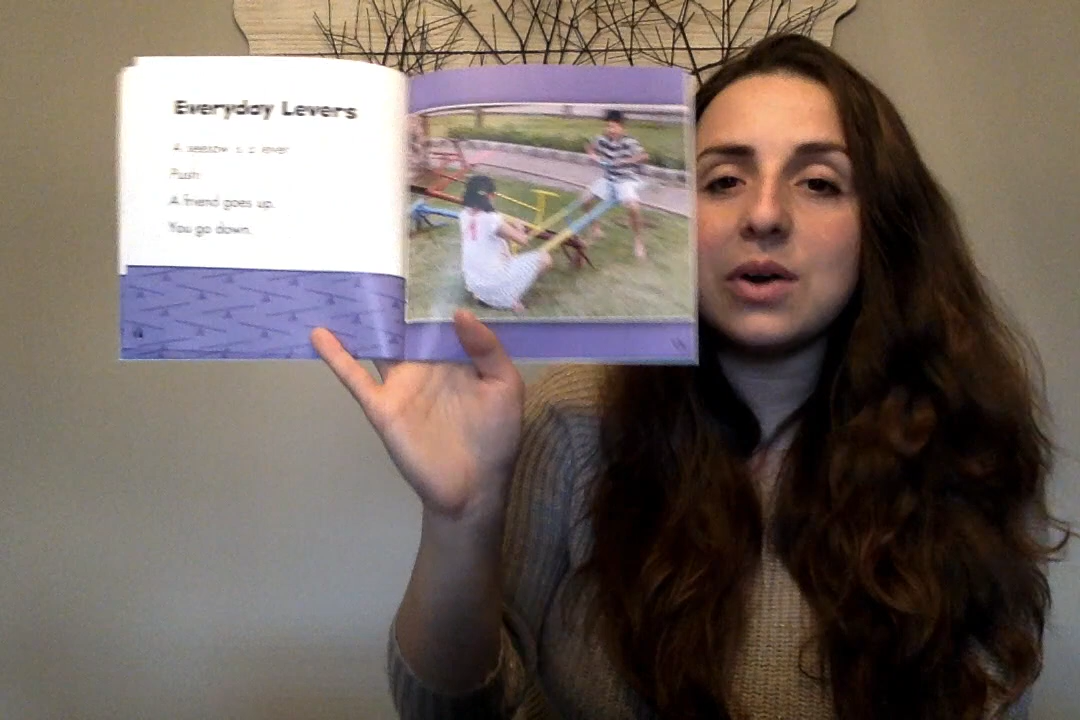 Everyday Levers
A seesaw is a lever
Push
A friend goes up.
You go down.